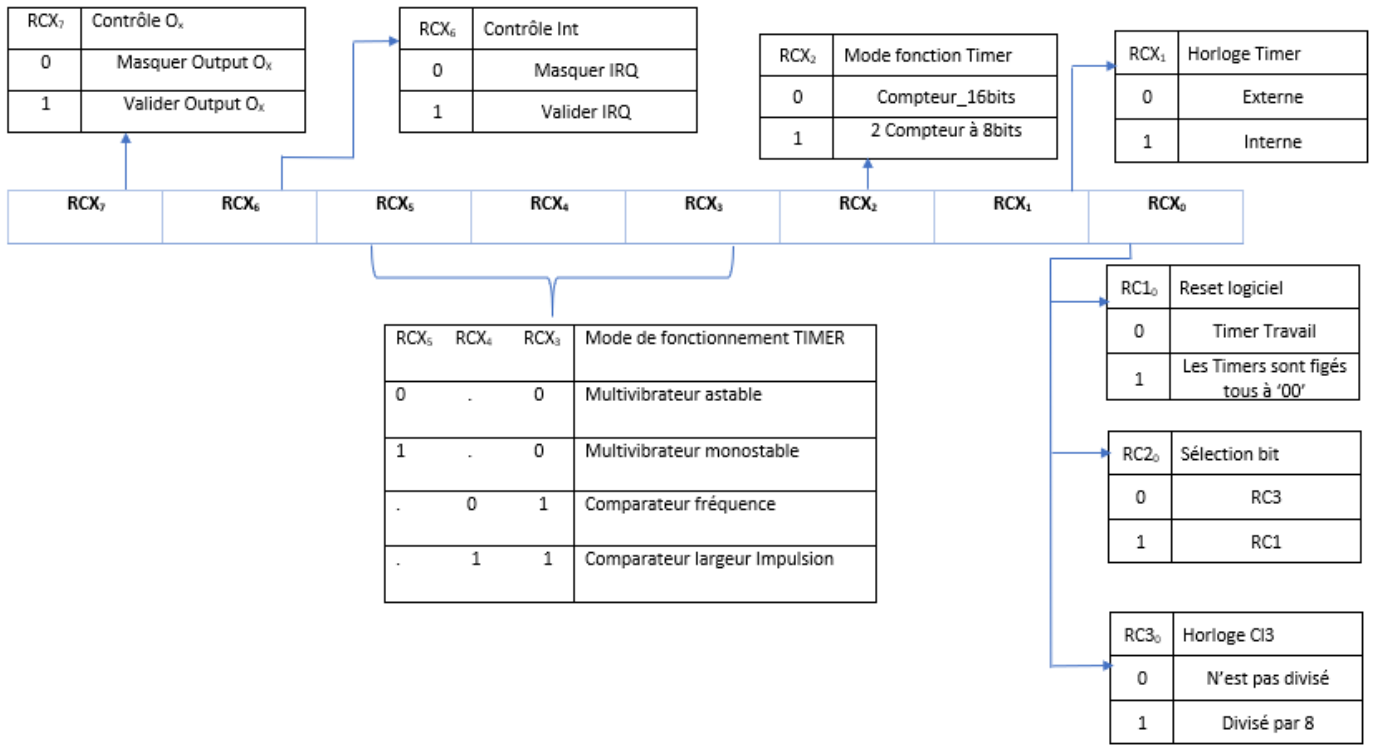 RCX₇ Contrôle Oₓ
0 Masquer Output Oₓ
1 Valider Output Oₓ
RCX₆ Contrôle Int
0 Masquer IRQ
1 Valider IRQ
RCX₂ Mode fonction Timer
0 Compteur_16bits
1 2 Compteur à 8bits
RCX₁ Horloge Timer
0 Externe
1 Interne
RCX₇ RCX₆ RCX₅ RCX₄ RCX₃ RCX₂ RCX₁ RCX₀
RCX₅ RCX₄ RCX₃ Mode de fonctionnement TIMER
0 . 0 Multivibrateur astable
1 . 0 Multivibrateur monostable
. 0 1 Comparateur fréquence
. 1 1 Comparateur largeur Impulsion
RC1₀ Reset logiciel
0 Timer Travail
1 Les Timers sont figés
tous à ‘00’
RC2₀ Sélection bit
0 RC3
1 RC1
RC3₀ Horloge Cl3
0 N’est pas divisé
1 Divisé par 8